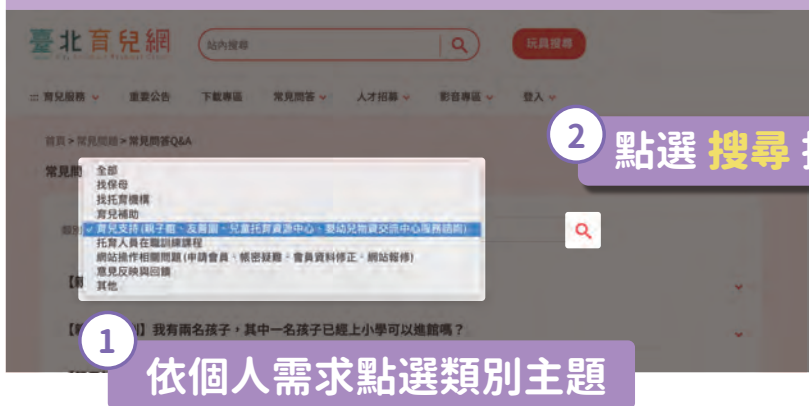 臺北育兒網
站內搜尋
玩具搜尋
::: 育兒服務 重要公告 下載專區 常見問答 人才招募 影音專區 登入
首頁 > 常見問題 > 常見問答Q&A
常見問
全部
找保母
找托育機構
育兒補助
類別
✓ 育兒支持(親子館、友善園、兒童托育資源中心、嬰幼兒物資交流中心服務諮詢)
托育人員在職訓練課程
網站操作相關問題(申請會員、帳密疑難、會員資料修正、網站報修)
意見反映與回饋
其他
2
點選 搜尋
】我有兩名孩子，其中一名孩子已經上小學可以進館嗎？
1
依個人需求點選類別主題